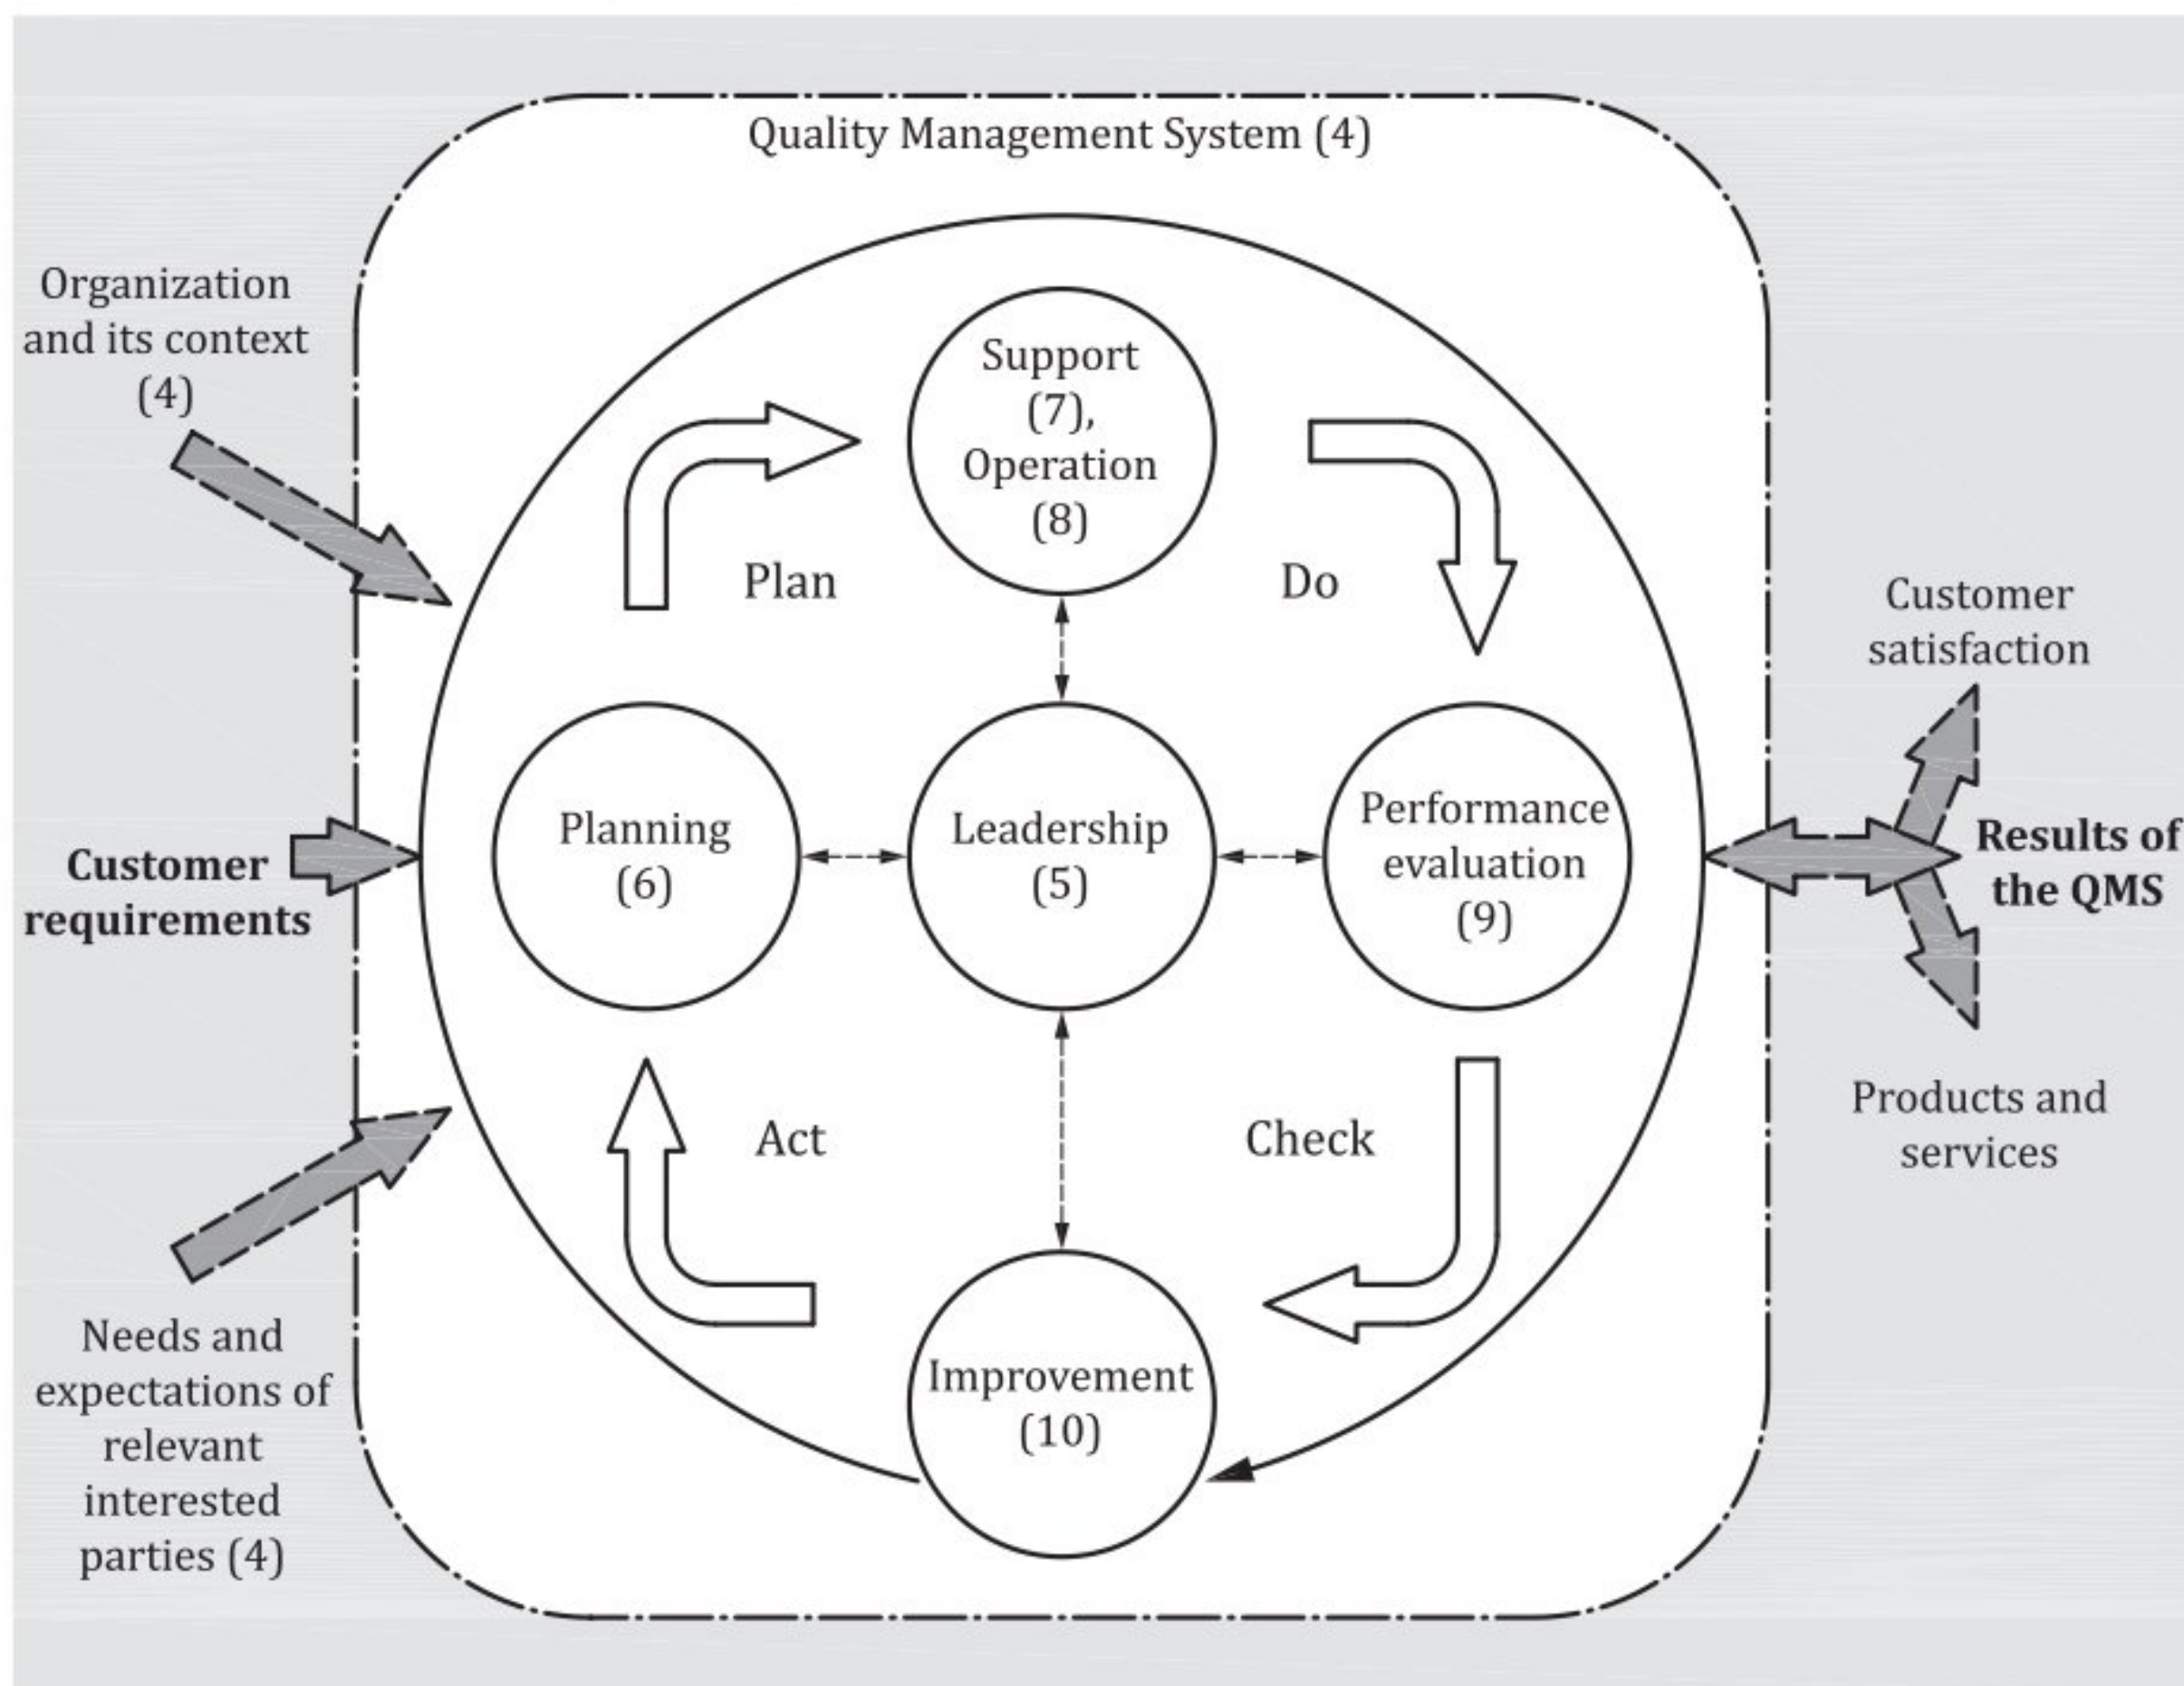 Quality Management System (4)
Organization
and its context
(4)
Support
(7),
Operation
(8)
Plan
Do
Customer
satisfaction
Customer
requirements
Planning
(6)
Leadership
(5)
Performance
evaluation
(9)
Results of
the QMS
Act
Check
Products and
services
Needs and
expectations of
relevant
interested
parties (4)
Improvement
(10)